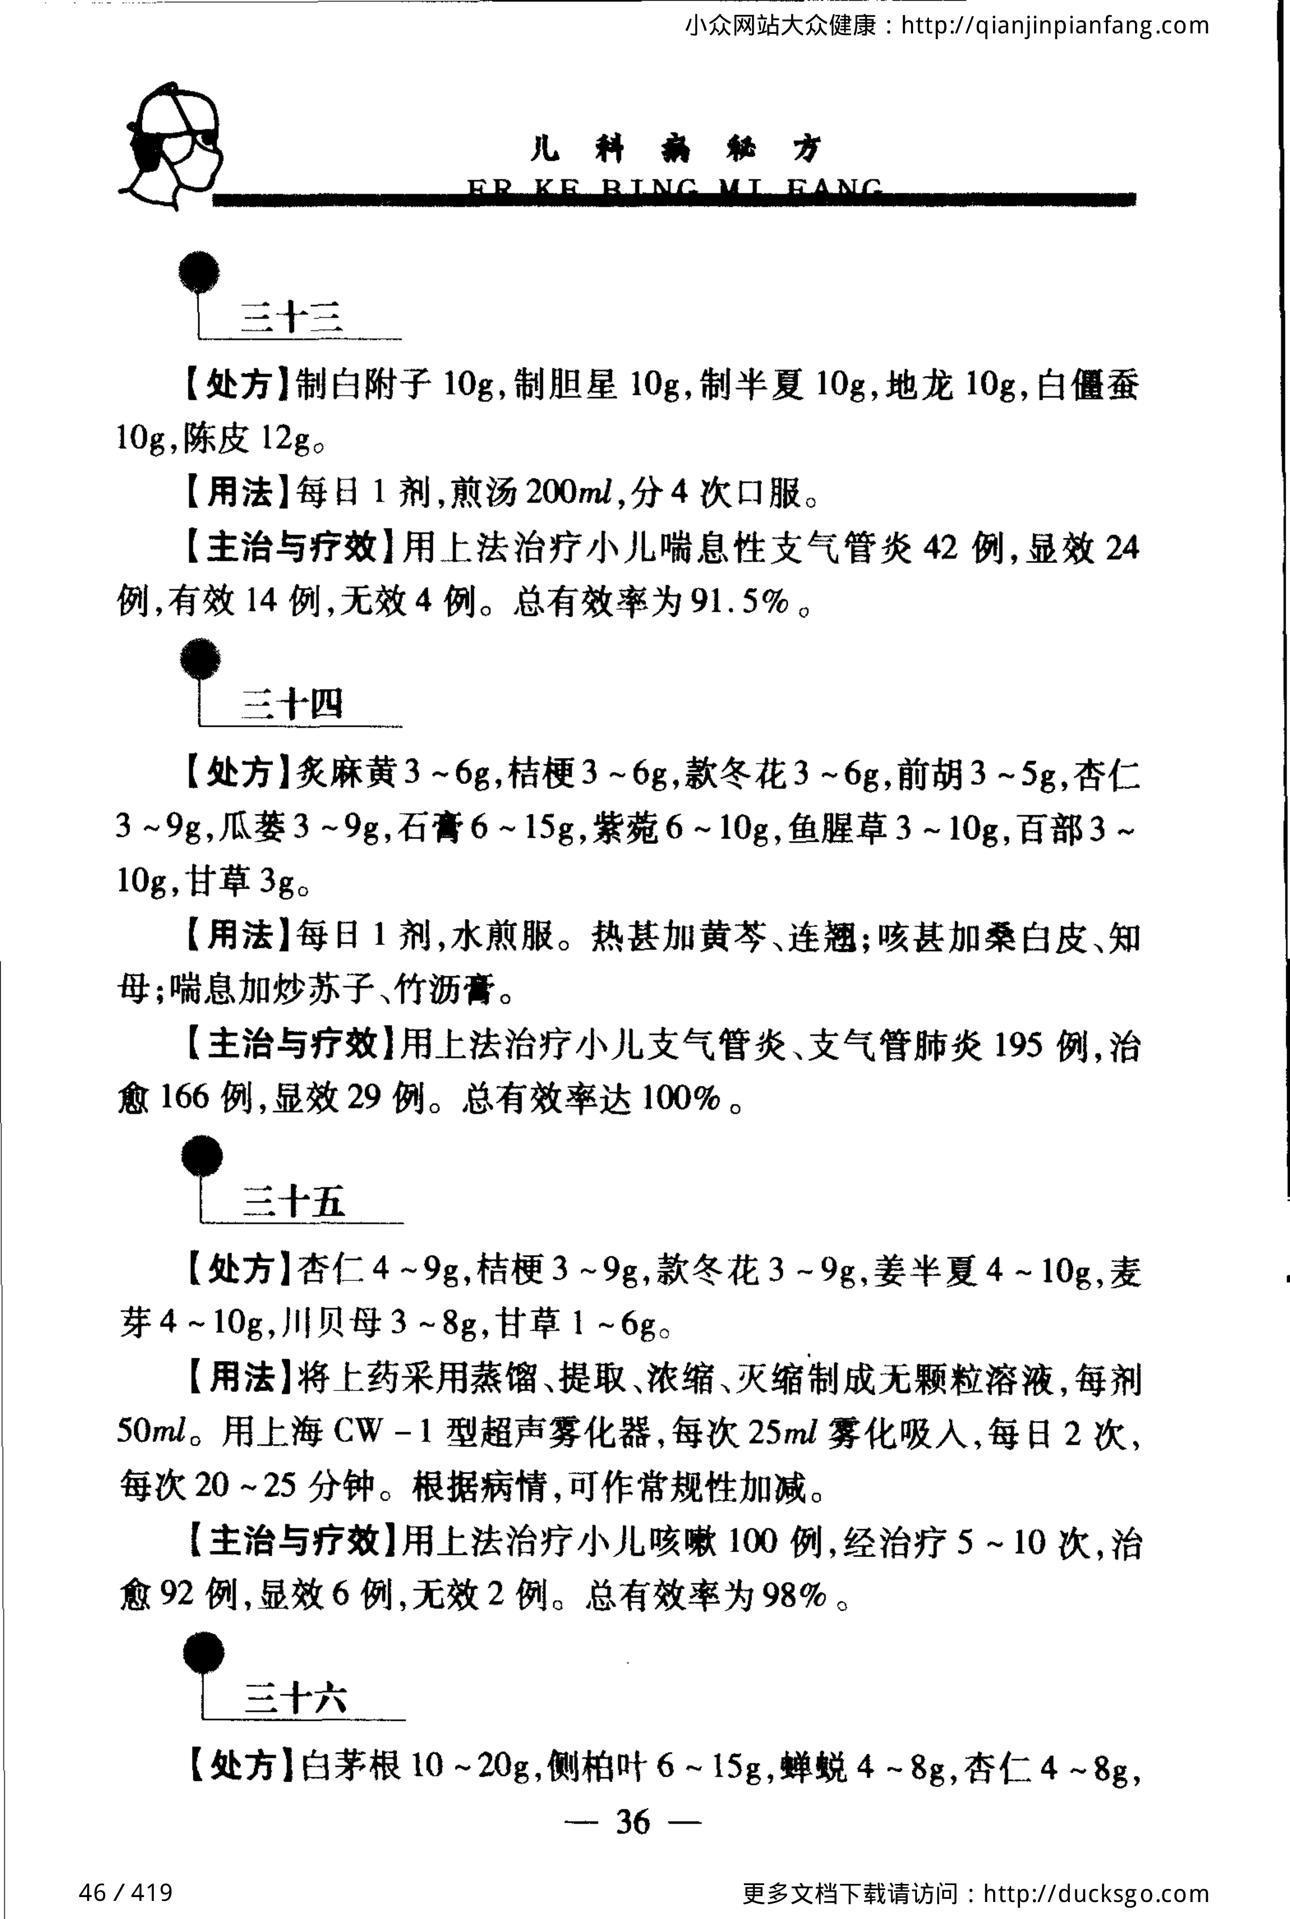 小众网站大众健康：http://qianjinpianfang.com
儿科病秘方
ER KE BING MI FANG
三十三
【处方】制白附子 10g,制胆星 10g,制半夏 10g,地龙 10g,白僵蚕
10g,陈皮 12g。
【用法】每日 1 剂,煎汤 200ml,分 4 次口服。
【主治与疗效】用上法治疗小儿喘息性支气管炎 42 例,显效 24
例,有效 14 例,无效 4 例。总有效率为 91.5%。
三十四
【处方】炙麻黄 3～6g,桔梗 3～6g,款冬花 3～6g,前胡 3～5g,杏仁
3～9g,瓜蒌 3～9g,石膏 6～15g,紫菀 6～10g,鱼腥草 3～10g,百部 3～
10g,甘草 3g。
【用法】每日 1 剂,水煎服。热甚加黄芩、连翘;咳甚加桑白皮、知
母;喘息加炒苏子、竹沥膏。
【主治与疗效】用上法治疗小儿支气管炎、支气管肺炎 195 例,治
愈 166 例,显效 29 例。总有效率达 100%。
三十五
【处方】杏仁 4～9g,桔梗 3～9g,款冬花 3～9g,姜半夏 4～10g,麦
芽 4～10g,川贝母 3～8g,甘草 1～6g。
【用法】将上药采用蒸馏、提取、浓缩、灭缩制成无颗粒溶液,每剂
50ml。用上海 CW－1 型超声雾化器,每次 25ml 雾化吸入,每日 2 次,
每次 20～25 分钟。根据病情,可作常规性加减。
【主治与疗效】用上法治疗小儿咳嗽 100 例,经治疗 5～10 次,治
愈 92 例,显效 6 例,无效 2 例。总有效率为 98%。
三十六
【处方】白茅根 10～20g,侧柏叶 6～15g,蝉蜕 4～8g,杏仁 4～8g,
— 36 —
46 / 419
更多文档下载请访问：http://ducksgo.com